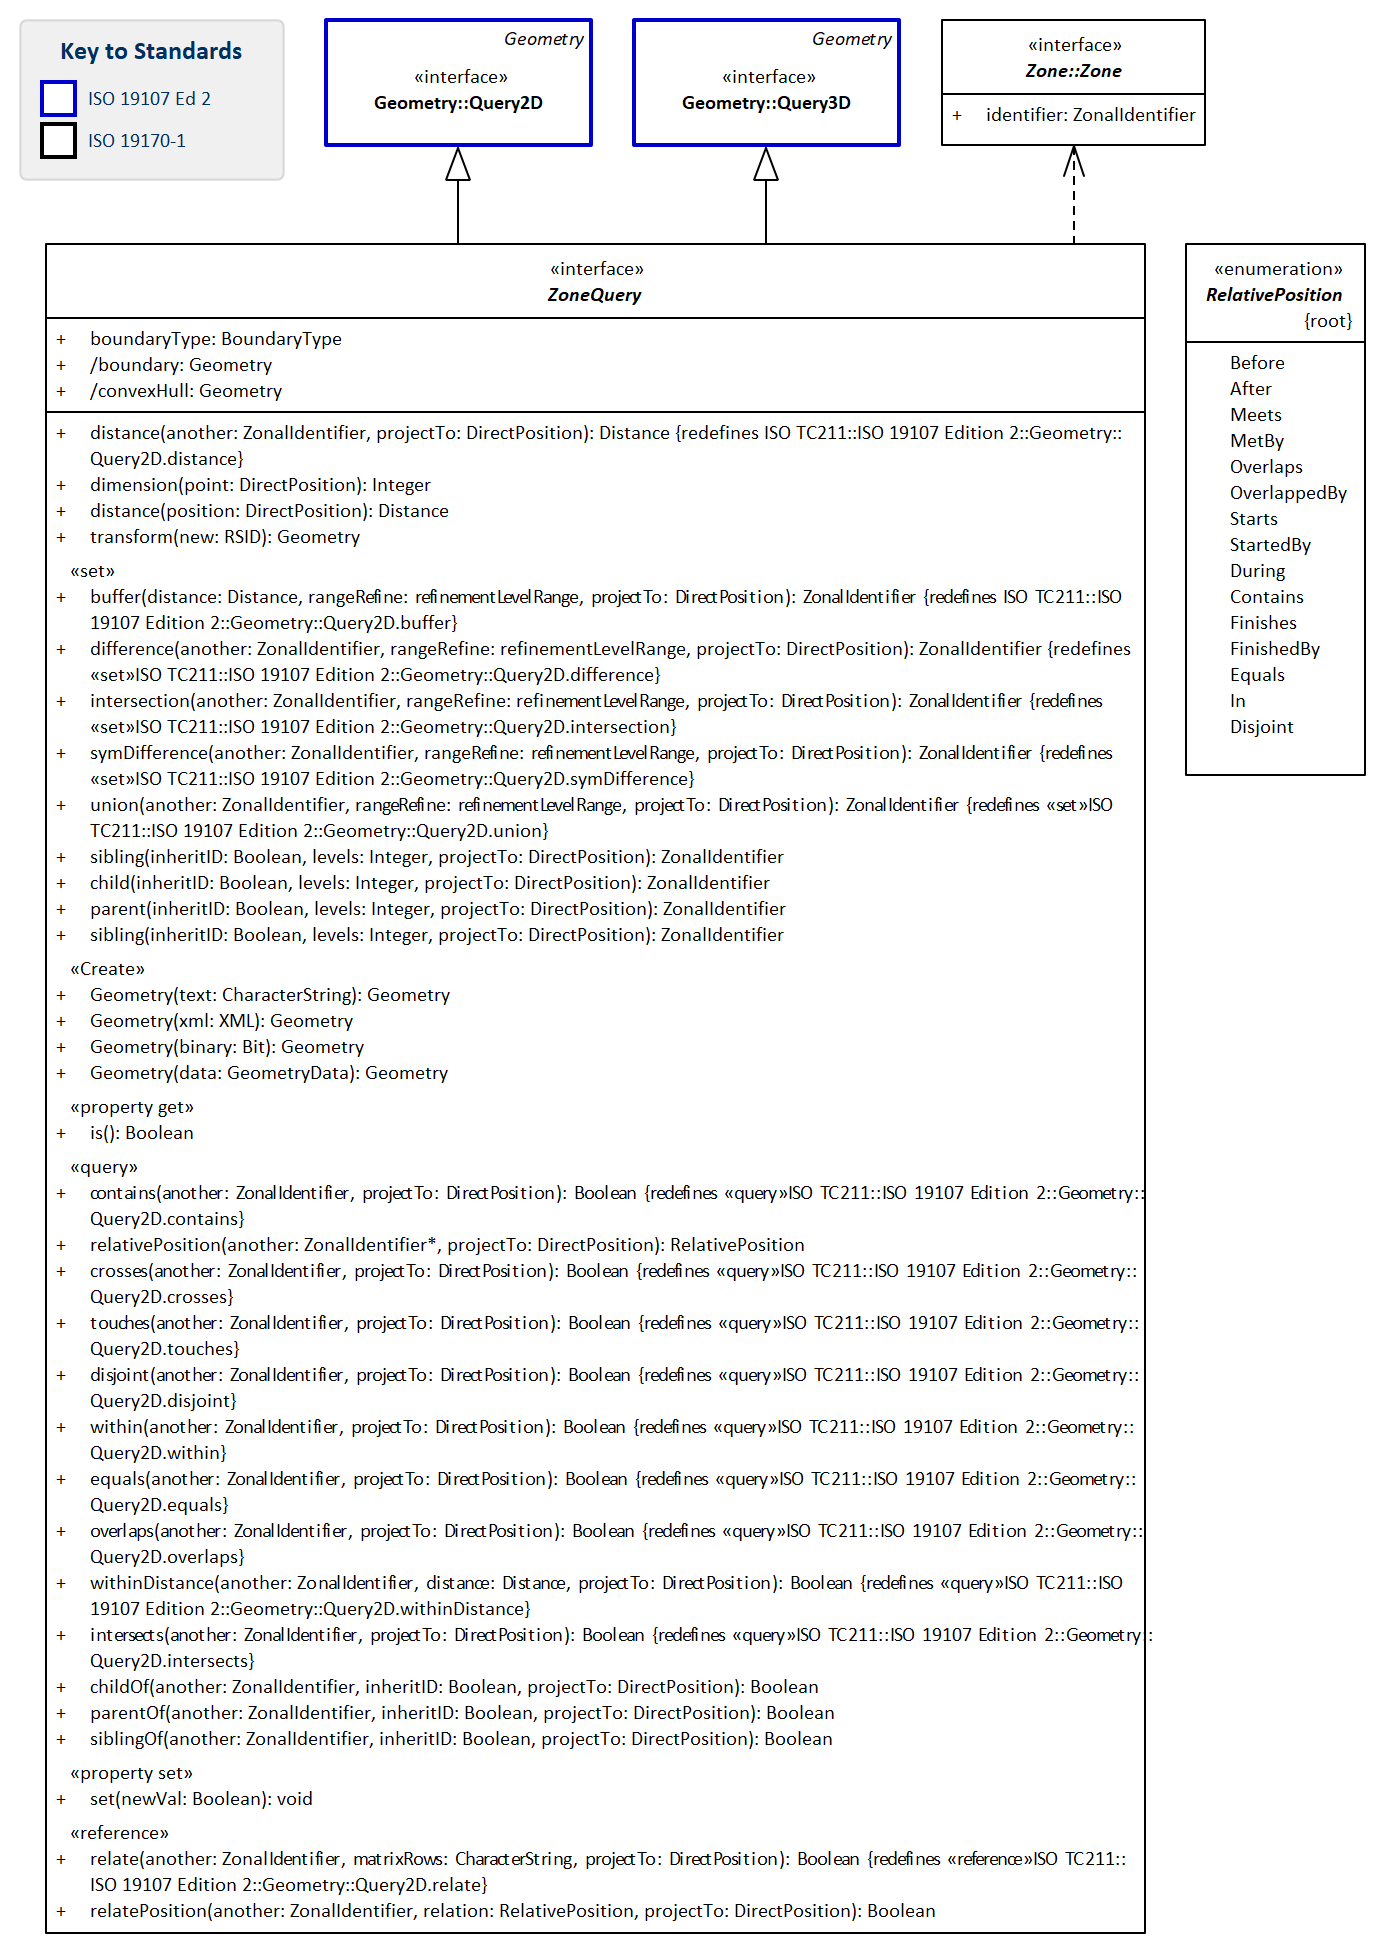 Key to Standards
ISO 19107 Ed 2
ISO 19170-1
Geometry
«interface»
Geometry::Query2D
Geometry
«interface»
Geometry::Query3D
«interface»
Zone::Zone
+ identifier: ZonalIdentifier
«interface»
ZoneQuery
+ boundaryType: BoundaryType
+ /boundary: Geometry
+ /convexHull: Geometry
+ distance(another: ZonalIdentifier, projectTo: DirectPosition): Distance {redefines ISO TC211::ISO 19107 Edition 2::Geometry::
Query2D.distance}
+ dimension(point: DirectPosition): Integer
+ distance(position: DirectPosition): Distance
+ transform(new: RSID): Geometry
«set»
+ buffer(distance: Distance, rangeRefine: refinementLevelRange, projectTo: DirectPosition): ZonalIdentifier {redefines ISO TC211::ISO
19107 Edition 2::Geometry::Query2D.buffer}
+ difference(another: ZonalIdentifier, rangeRefine: refinementLevelRange, projectTo: DirectPosition): ZonalIdentifier {redefines
«set»ISO TC211::ISO 19107 Edition 2::Geometry::Query2D.difference}
+ intersection(another: ZonalIdentifier, rangeRefine: refinementLevelRange, projectTo: DirectPosition): ZonalIdentifier {redefines
«set»ISO TC211::ISO 19107 Edition 2::Geometry::Query2D.intersection}
+ symDifference(another: ZonalIdentifier, rangeRefine: refinementLevelRange, projectTo: DirectPosition): ZonalIdentifier {redefines
«set»ISO TC211::ISO 19107 Edition 2::Geometry::Query2D.symDifference}
+ union(another: ZonalIdentifier, rangeRefine: refinementLevelRange, projectTo: DirectPosition): ZonalIdentifier {redefines «set»ISO
TC211::ISO 19107 Edition 2::Geometry::Query2D.union}
+ sibling(inheritID: Boolean, levels: Integer, projectTo: DirectPosition): ZonalIdentifier
+ child(inheritID: Boolean, levels: Integer, projectTo: DirectPosition): ZonalIdentifier
+ parent(inheritID: Boolean, levels: Integer, projectTo: DirectPosition): ZonalIdentifier
+ sibling(inheritID: Boolean, levels: Integer, projectTo: DirectPosition): ZonalIdentifier
«Create»
+ Geometry(text: CharacterString): Geometry
+ Geometry(xml: XML): Geometry
+ Geometry(binary: Bit): Geometry
+ Geometry(data: GeometryData): Geometry
«property get»
+ is(): Boolean
«query»
+ contains(another: ZonalIdentifier, projectTo: DirectPosition): Boolean {redefines «query»ISO TC211::ISO 19107 Edition 2::Geometry::
Query2D.contains}
+ relativePosition(another: ZonalIdentifier*, projectTo: DirectPosition): RelativePosition
+ crosses(another: ZonalIdentifier, projectTo: DirectPosition): Boolean {redefines «query»ISO TC211::ISO 19107 Edition 2::Geometry::
Query2D.crosses}
+ touches(another: ZonalIdentifier, projectTo: DirectPosition): Boolean {redefines «query»ISO TC211::ISO 19107 Edition 2::Geometry::
Query2D.touches}
+ disjoint(another: ZonalIdentifier, projectTo: DirectPosition): Boolean {redefines «query»ISO TC211::ISO 19107 Edition 2::Geometry::
Query2D.disjoint}
+ within(another: ZonalIdentifier, projectTo: DirectPosition): Boolean {redefines «query»ISO TC211::ISO 19107 Edition 2::Geometry::
Query2D.within}
+ equals(another: ZonalIdentifier, projectTo: DirectPosition): Boolean {redefines «query»ISO TC211::ISO 19107 Edition 2::Geometry::
Query2D.equals}
+ overlaps(another: ZonalIdentifier, projectTo: DirectPosition): Boolean {redefines «query»ISO TC211::ISO 19107 Edition 2::Geometry::
Query2D.overlaps}
+ withinDistance(another: ZonalIdentifier, distance: Distance, projectTo: DirectPosition): Boolean {redefines «query»ISO TC211::ISO
19107 Edition 2::Geometry::Query2D.withinDistance}
+ intersects(another: ZonalIdentifier, projectTo: DirectPosition): Boolean {redefines «query»ISO TC211::ISO 19107 Edition 2::Geometry::
Query2D.intersects}
+ childOf(another: ZonalIdentifier, inheritID: Boolean, projectTo: DirectPosition): Boolean
+ parentOf(another: ZonalIdentifier, inheritID: Boolean, projectTo: DirectPosition): Boolean
+ siblingOf(another: ZonalIdentifier, inheritID: Boolean, projectTo: DirectPosition): Boolean
«property set»
+ set(newVal: Boolean): void
«reference»
+ relate(another: ZonalIdentifier, matrixRows: CharacterString, projectTo: DirectPosition): Boolean {redefines «reference»ISO TC211::
ISO 19107 Edition 2::Geometry::Query2D.relate}
+ relatePosition(another: ZonalIdentifier, relation: RelativePosition, projectTo: DirectPosition): Boolean
«enumeration»
RelativePosition
{root}
Before
After
Meets
MetBy
Overlaps
OverlappedBy
Starts
StartedBy
During
Contains
Finishes
FinishedBy
Equals
In
Disjoint